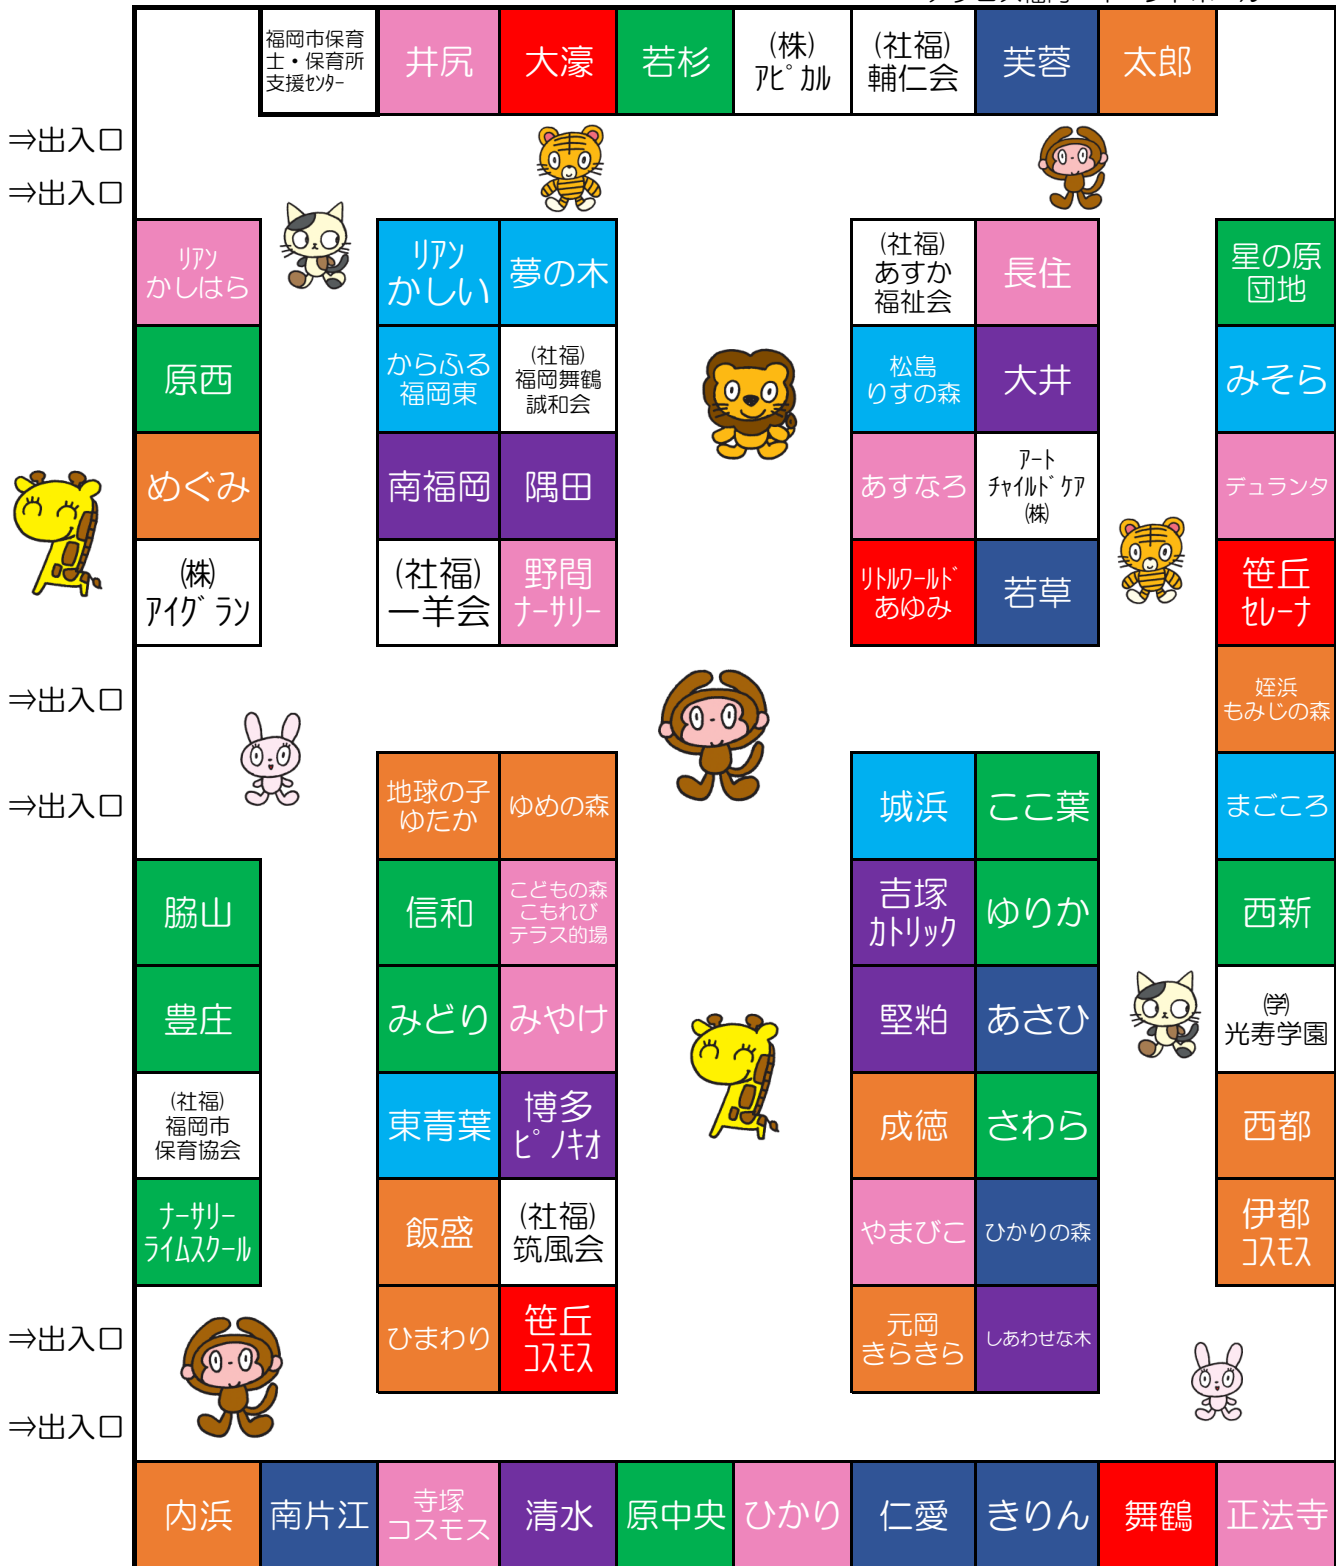 福岡市保育
士・保育所
支援ｾﾝﾀｰ
井尻
大濠
若杉
(株)
ｱﾋﾟｶﾙ
(社福)
輔仁会
芙蓉
太郎
⇒出入口
⇒出入口
ﾘｱﾝ
かしはら
ﾘｱﾝ
かしい
夢の木
(社福)
あすか
福祉会
長住
星の原
団地
原西
からふる
福岡東
(社福)
福岡舞鶴
誠和会
松島
りすの森
大井
みそら
めぐみ
南福岡
隅田
あすなろ
ｱｰﾄ
ﾁｬｲﾙﾄﾞｹｱ
㈱
デュランタ
㈱
ｱｲｸﾞﾗﾝ
(社福)
一羊会
野間
ﾅｰｻﾘｰ
ﾘﾄﾙﾜｰﾙﾄﾞ
あゆみ
若草
笹丘
ｾﾚｰﾅ
⇒出入口
姪浜
もみじの森
⇒出入口
地球の子
ゆたか
ゆめの森
城浜
ここ葉
まごころ
脇山
信和
こどもの森
こもれび
テラス的場
吉塚
ｶﾄﾘｯｸ
ゆりか
西新
豊庄
みどり
みやけ
堅粕
あさひ
㈻
光寿学園
(社福)
福岡市
保育協会
東青葉
博多
ﾋﾟﾉｷｵ
成徳
さわら
西都
ﾅｰｻﾘｰ
ﾗｲﾑｽｸｰﾙ
飯盛
(社福)
筑風会
やまびこ
ひかりの森
伊都
ｺｽﾓｽ
⇒出入口
ひまわり
笹丘
ｺｽﾓｽ
元岡
きらきら
しあわせな木
⇒出入口
内浜
南片江
寺塚
コスモス
清水
原中央
ひかり
仁愛
きりん
舞鶴
正法寺